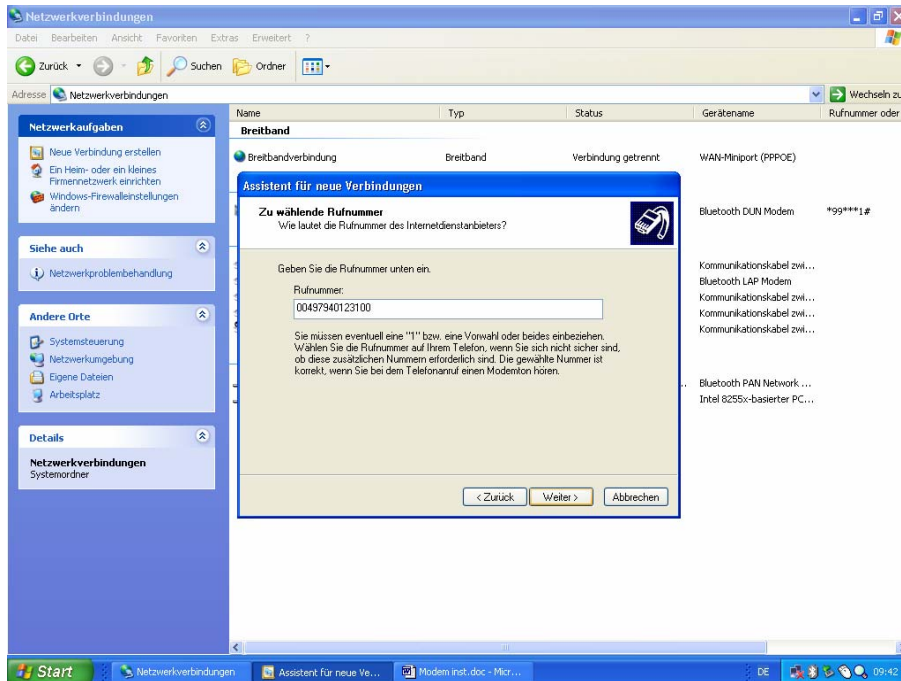 Netzwerkverbindungen
Datei Bearbeiten Ansicht Favoriten Extras Erweitert ?
Zurück Suchen Ordner
Adresse Netzwerkverbindungen Wechseln zu
Netzwerkaufgaben
Neue Verbindung erstellen
Ein Heim- oder ein kleines
Firmennetzwerk einrichten
Windows-Firewalleinstellungen
ändern
Siehe auch
Netzwerkproblembehandlung
Andere Orte
Systemsteuerung
Netzwerkumgebung
Eigene Dateien
Arbeitsplatz
Details
Netzwerkverbindungen
Systemordner
Name Typ Status Gerätename Rufnummer oder
Breitband
Breitbandverbindung Breitband Verbindung getrennt WAN-Miniport (PPPOE)
Bluetooth DUN Modem *99***1#
Kommunikationskabel zwi...
Bluetooth LAP Modem
Kommunikationskabel zwi...
Kommunikationskabel zwi...
Kommunikationskabel zwi...
Bluetooth PAN Network ...
Intel 8255x-basierter PC...
Assistent für neue Verbindungen
Zu wählende Rufnummer
Wie lautet die Rufnummer des Internetdienstanbieters?
Geben Sie die Rufnummer unten ein.
Rufnummer:
00497940123100
Sie müssen eventuell eine "1" bzw. eine Vorwahl oder beides einbeziehen.
Wählen Sie die Rufnummer auf Ihrem Telefon, wenn Sie sich nicht sicher sind,
ob diese zusätzlichen Nummern erforderlich sind. Die gewählte Nummer ist
korrekt, wenn Sie bei dem Telefonanruf einen Modemton hören.
< Zurück Weiter > Abbrechen
Start Netzwerkverbindungen Assistent für neue Ve... Modem inst.doc - Micr... DE 09:42